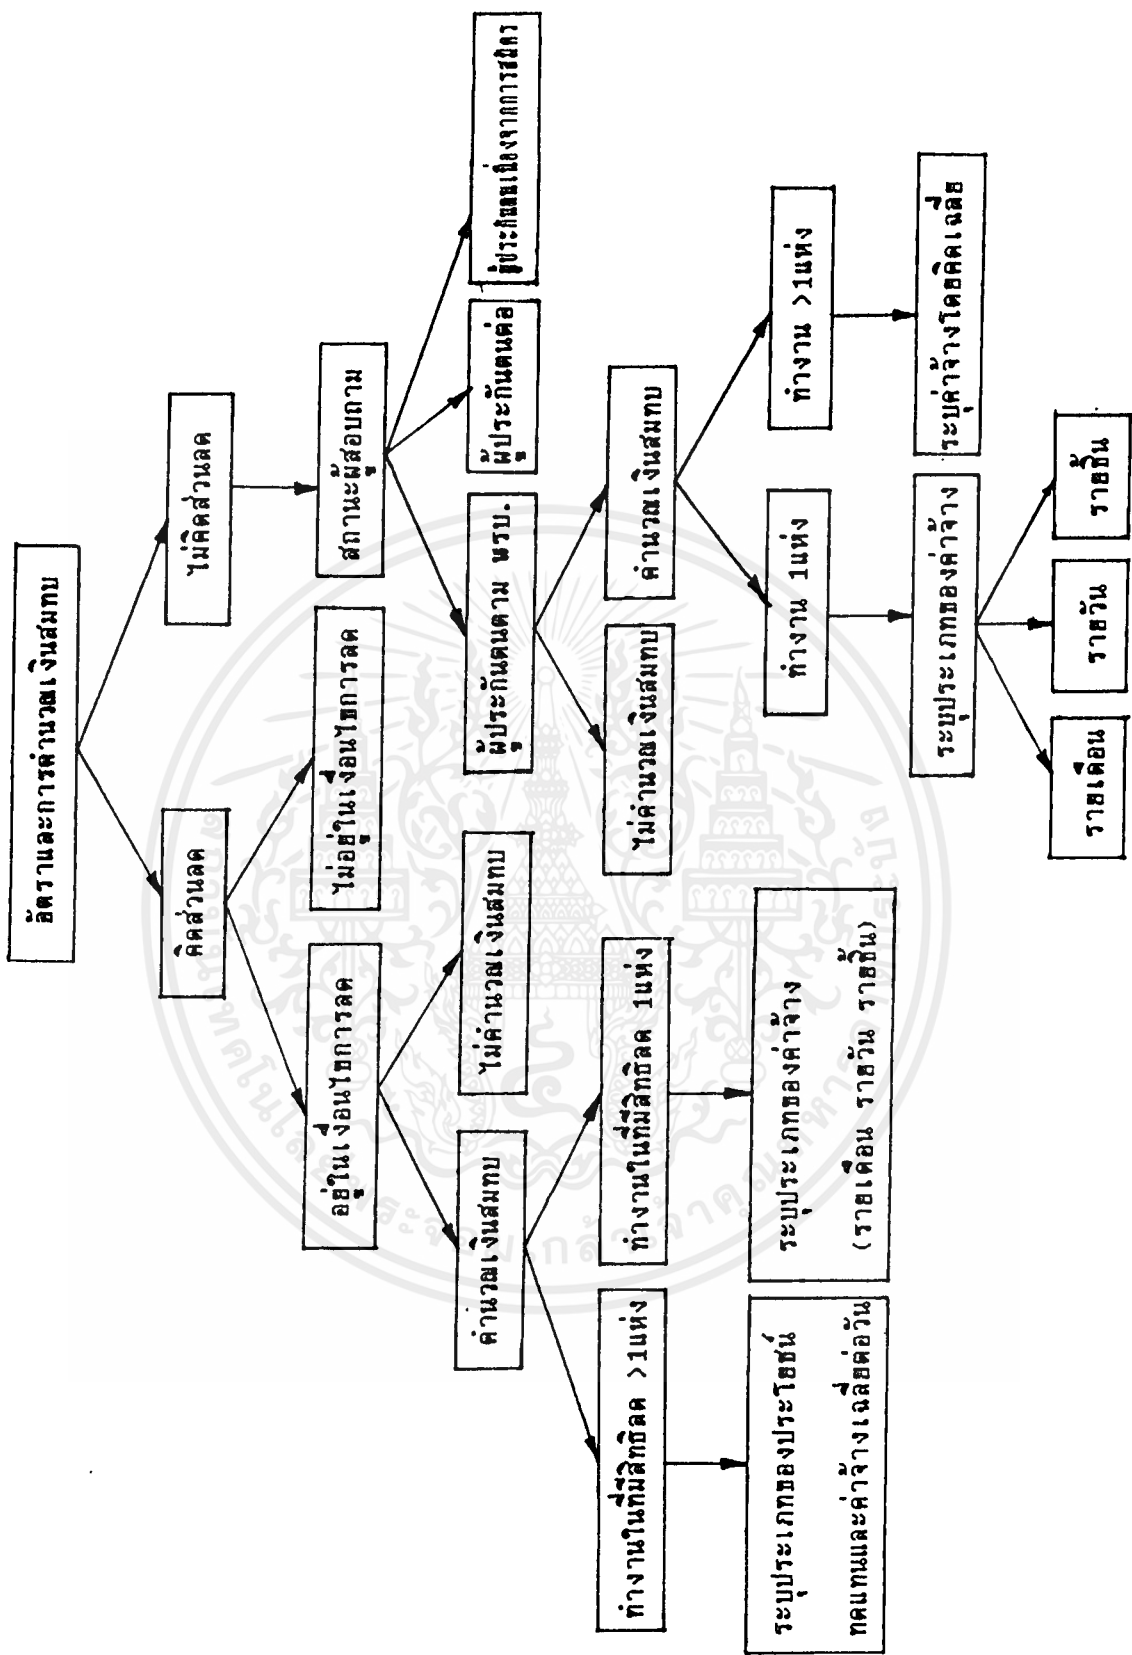 อัตราและการคำนวณเงินสมทบ
คิดส่วนลด
ไม่คิดส่วนลด
อยู่ในเงื่อนไขการลด
ไม่อยู่ในเงื่อนไขการลด
สถานะผู้สอบถาม
คำนวณเงินสมทบ
ไม่คำนวณเงินสมทบ
ผู้ประกันตนตาม พรบ.
ผู้ประกันตนต่อ
ผู้ประกันตนเนื่องจากการสมัคร
ทำงานในที่มีสิทธิลด >1แห่ง
ทำงานในที่มีสิทธิลด 1แห่ง
ไม่คำนวณเงินสมทบ
คำนวณเงินสมทบ
ระบุประเภทของประโยชน์
ทดแทนและค่าจ้างเฉลี่ยต่อวัน
ระบุประเภทของค่าจ้าง
(รายเดือน รายวัน รายชิ้น)
ทำงาน 1แห่ง
ทำงาน >1แห่ง
ระบุประเภทของค่าจ้าง
ระบุค่าจ้างโดยคิดเฉลี่ย
รายเดือน
รายวัน
รายชิ้น